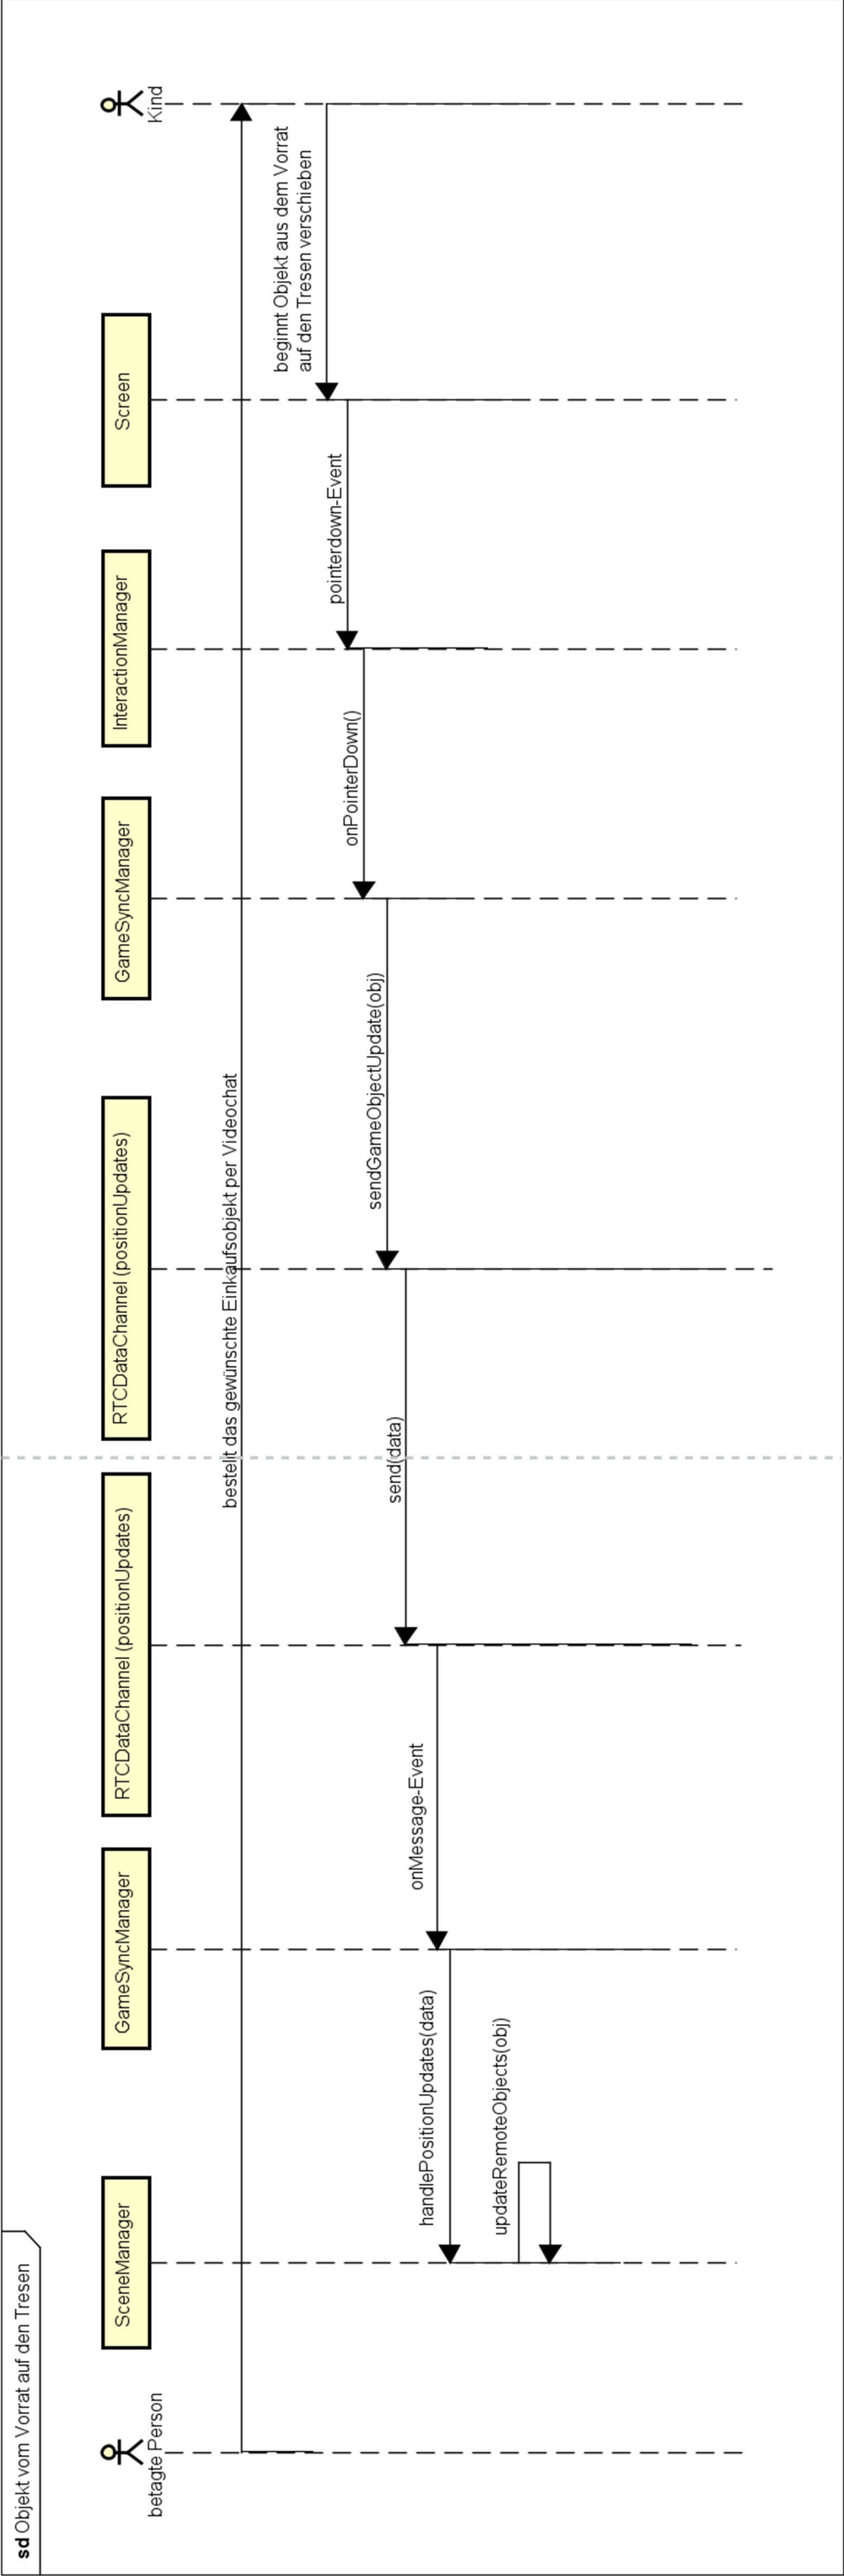 sd Objekt vom Vorrat auf den Tresen
betagte Person
SceneManager
GameSyncManager
RTCDataChannel (positionUpdates)
RTCDataChannel (positionUpdates)
GameSyncManager
InteractionManager
Screen
Kind
bestellt das gewünschte Einkaufsobjekt per Videochat
beginnt Objekt aus dem Vorrat
auf den Tresen verschieben
pointerdown-Event
onPointerDown()
sendGameObjectUpdate(obj)
send(data)
onMessage-Event
handlePositionUpdates(data)
updateRemoteObjects(obj)